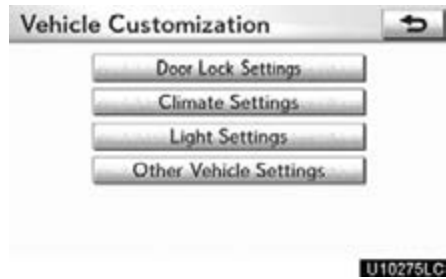 Vehicle Customization
Door Lock Settings
Climate Settings
Light Settings
Other Vehicle Settings
U10275LC